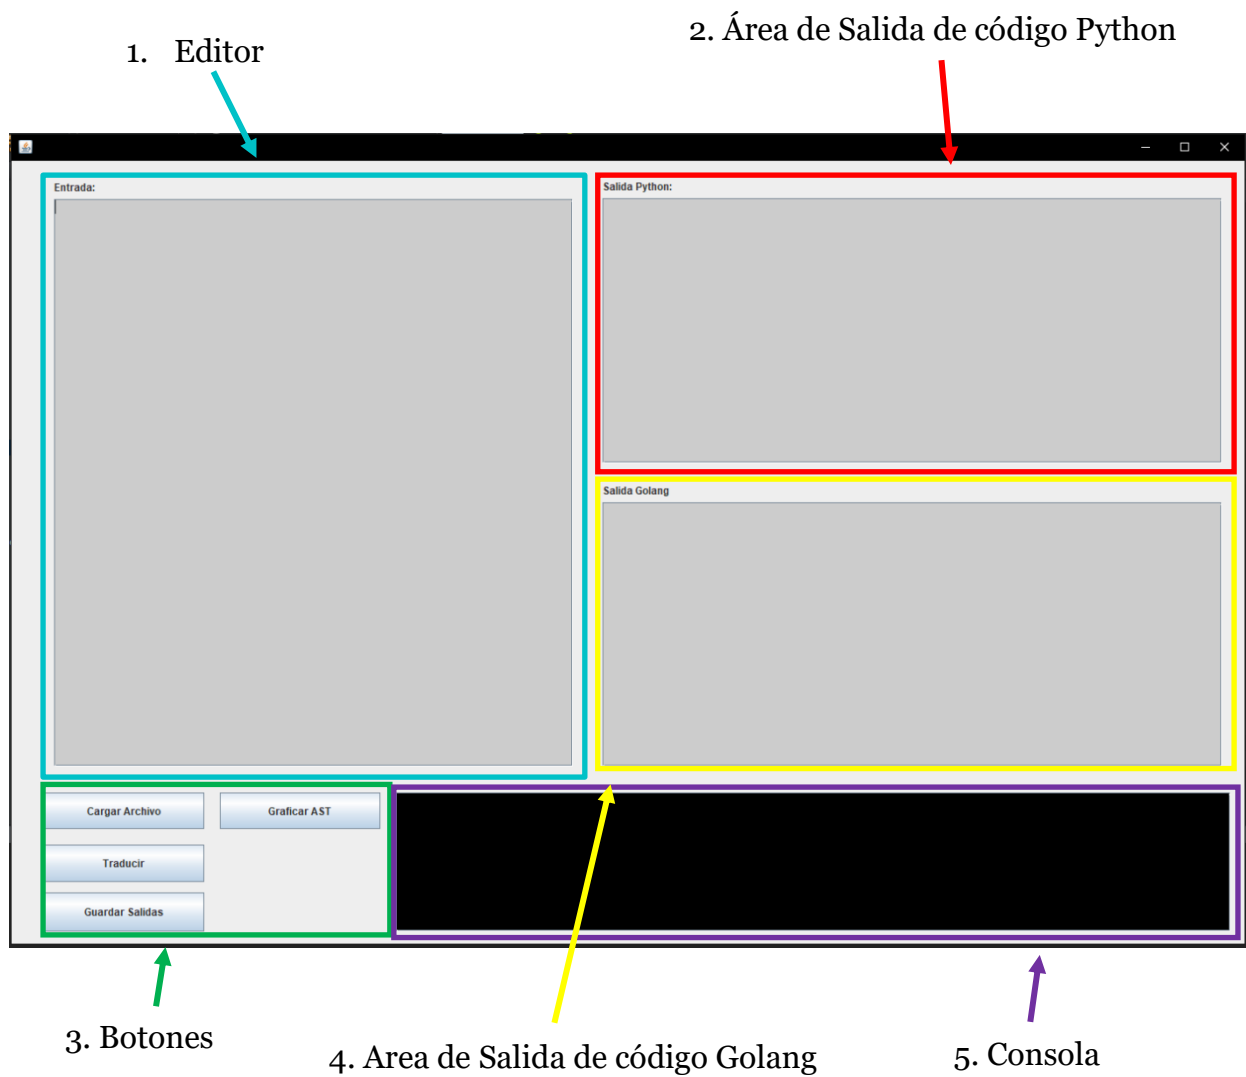 1. Editor
2. Área de Salida de código Python
Entrada:
Salida Python:
Salida Golang
Cargar Archivo
Graficar AST
Traducir
Guardar Salidas
3. Botones
4. Area de Salida de código Golang
5. Consola